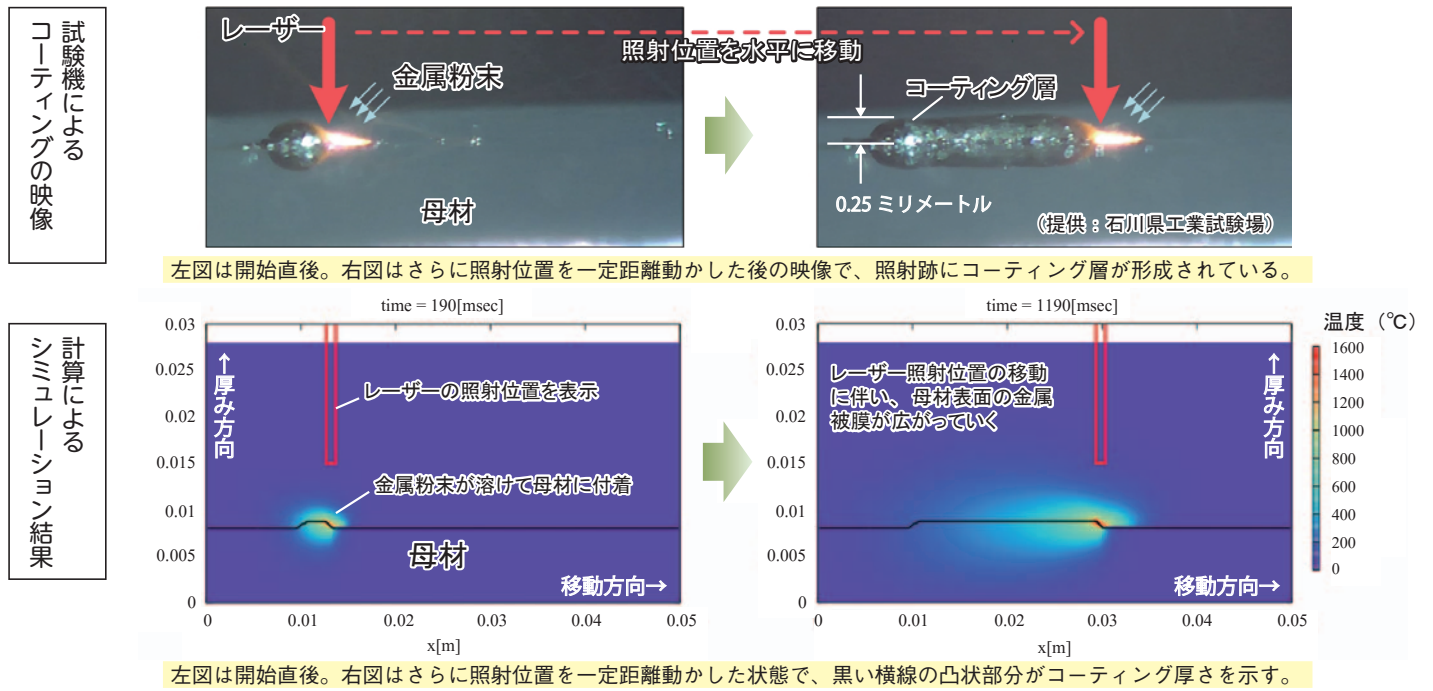 試験機による
コーティングの映像
レーザー
照射位置を水平に移動
金属粉末
母材
コーティング層
0.25 ミリメートル
（提供：石川県工業試験場）
左図は開始直後。右図はさらに照射位置を一定距離動かした後の映像で、照射跡にコーティング層が形成されている。
計算による
シミュレーション結果
time = 190[msec]
0.03
0.025
0.02
0.015
0.01
0.005
0
↑厚み方向
レーザーの照射位置を表示
金属粉末が溶けて母材に付着
母材
移動方向→
0 0.01 0.02 0.03 0.04 0.05
x[m]
time = 1190[msec]
0.03
0.025
0.02
0.015
0.01
0.005
0
レーザー照射位置の移動
に伴い、母材表面の金属
被膜が広がっていく
↑厚み方向
移動方向→
0 0.01 0.02 0.03 0.04 0.05
x[m]
温度（℃）
1600
1400
1200
1000
800
600
400
200
0
左図は開始直後。右図はさらに照射位置を一定距離動かした状態で、黒い横線の凸状部分がコーティング厚さを示す。